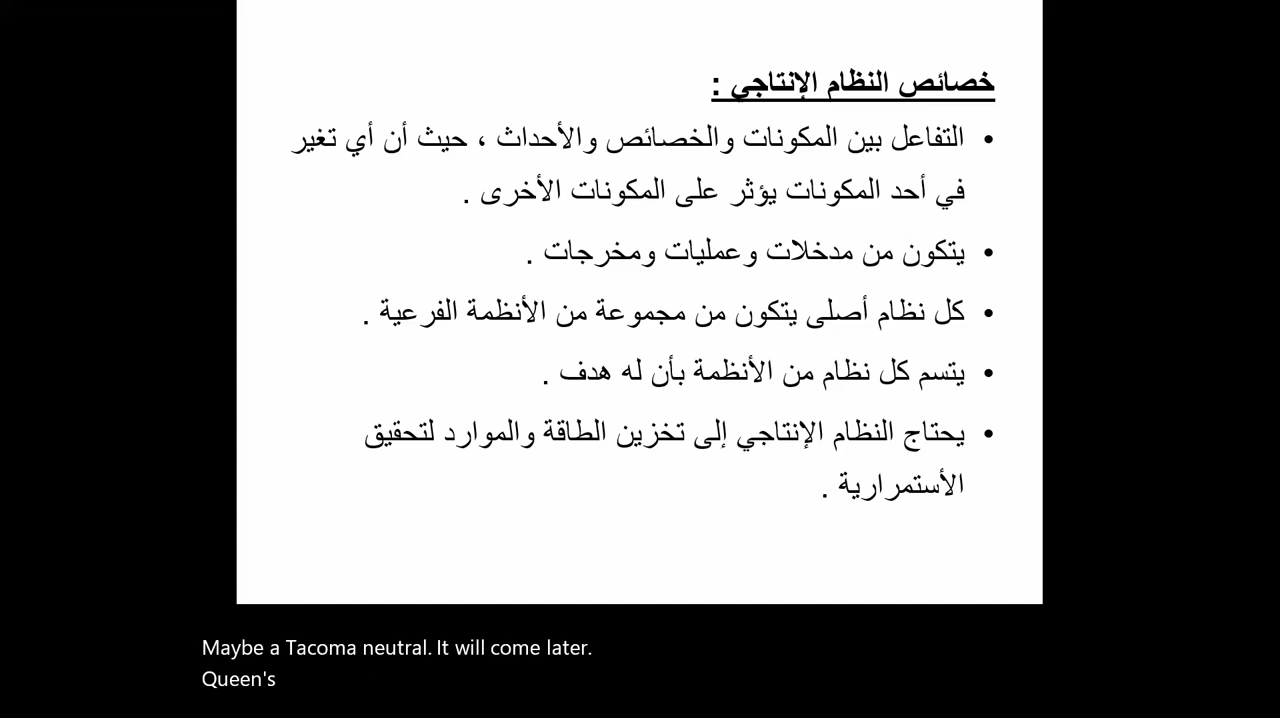 خصائص النظام الإنتاجي :
• التفاعل بين المكونات والخصائص والأحداث ، حيث أن أي تغير
في أحد المكونات يؤثر على المكونات الأخرى .
• يتكون من مدخلات وعمليات ومخرجات .
• كل نظام أصلى يتكون من مجموعة من الأنظمة الفرعية .
• يتسم كل نظام من الأنظمة بأن له هدف .
• يحتاج النظام الإنتاجي إلى تخزين الطاقة والموارد لتحقيق
الأستمرارية .
Maybe a Tacoma neutral. It will come later.
Queen's